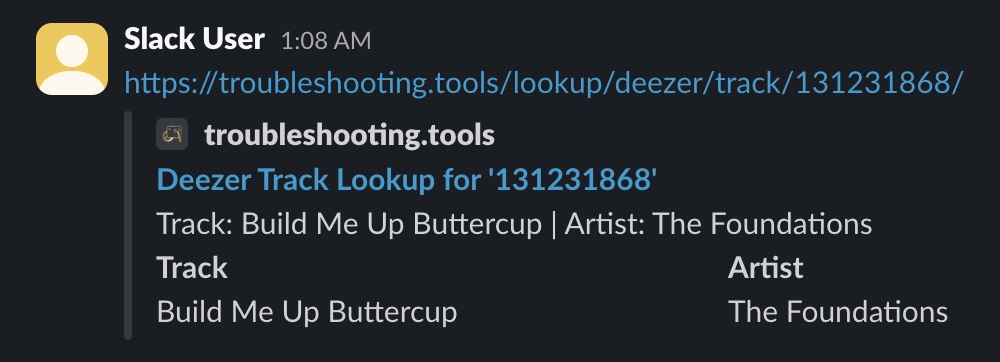 Slack User 1:08 AM
https://troubleshooting.tools/lookup/deezer/track/131231868/
troubleshooting.tools
Deezer Track Lookup for '131231868'
Track: Build Me Up Buttercup | Artist: The Foundations
Track Artist
Build Me Up Buttercup The Foundations